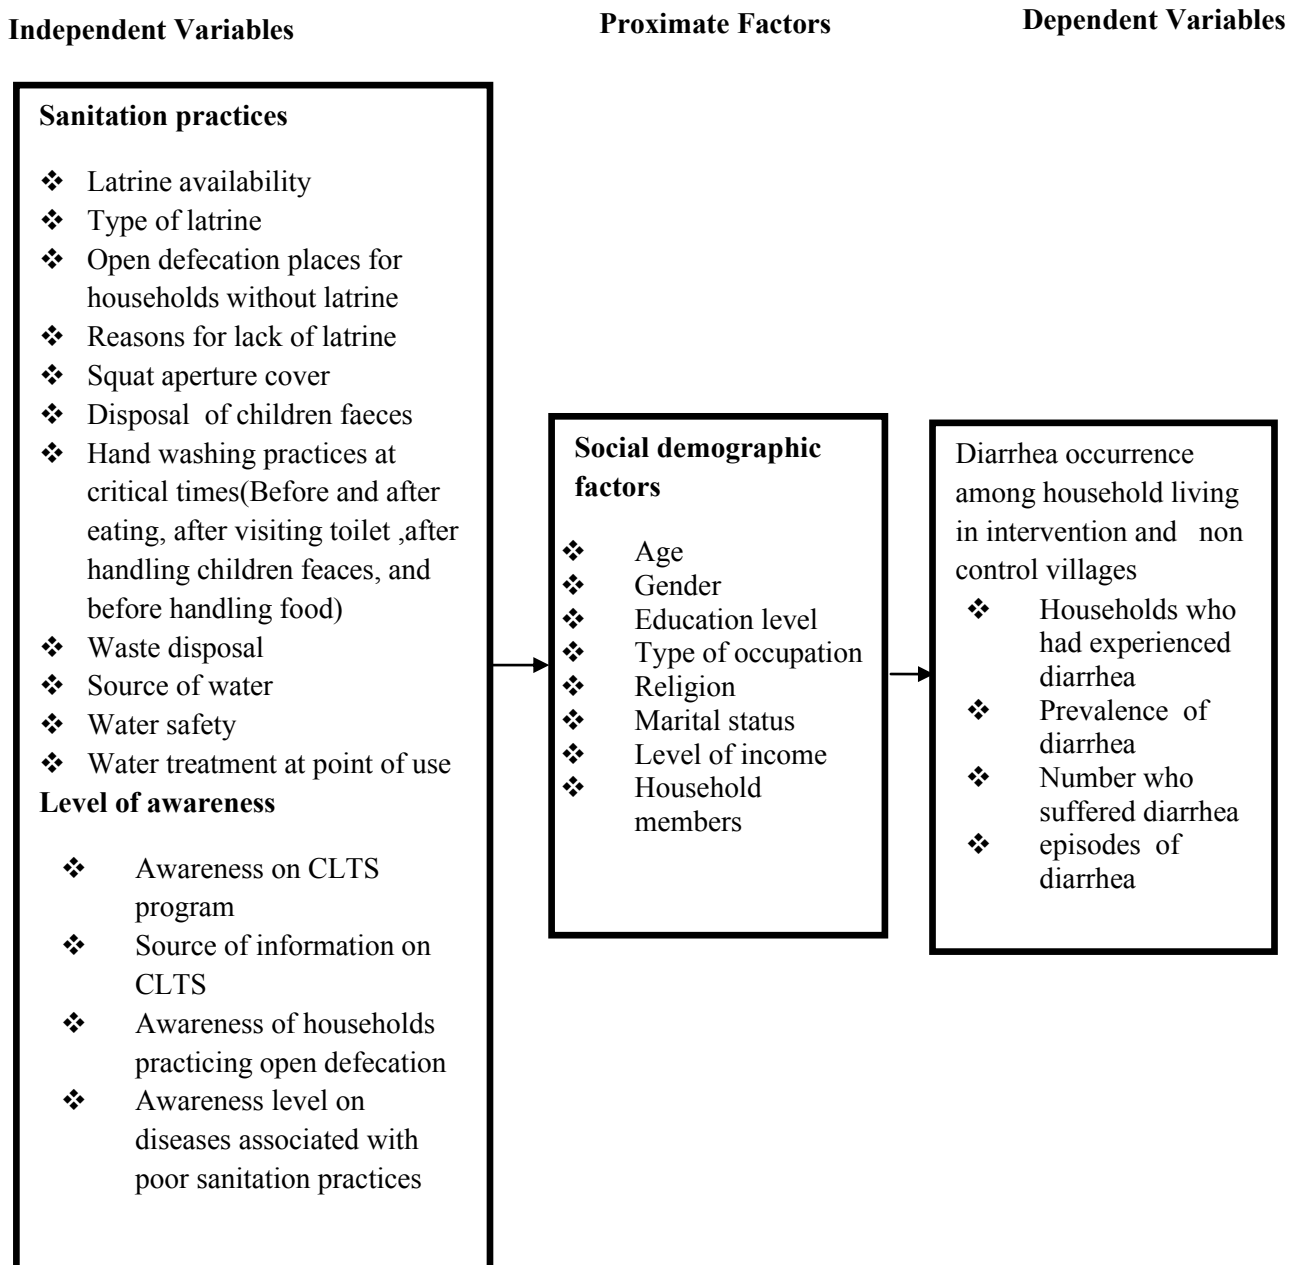 Independent Variables
Proximate Factors
Dependent Variables
Sanitation practices
❖ Latrine availability
❖ Type of latrine
❖ Open defecation places for
households without latrine
❖ Reasons for lack of latrine
❖ Squat aperture cover
❖ Disposal of children faeces
❖ Hand washing practices at
critical times(Before and after
eating, after visiting toilet ,after
handling children feaces, and
before handling food)
❖ Waste disposal
❖ Source of water
❖ Water safety
❖ Water treatment at point of use
Level of awareness
❖ Awareness on CLTS
program
❖ Source of information on
CLTS
❖ Awareness of households
practicing open defecation
❖ Awareness level on
diseases associated with
poor sanitation practices
Social demographic
factors
❖ Age
❖ Gender
❖ Education level
❖ Type of occupation
❖ Religion
❖ Marital status
❖ Level of income
❖ Household
members
Diarrhea occurrence
among household living
in intervention and non
control villages
❖ Households who
had experienced
diarrhea
❖ Prevalence of
diarrhea
❖ Number who
suffered diarrhea
❖ episodes of
diarrhea